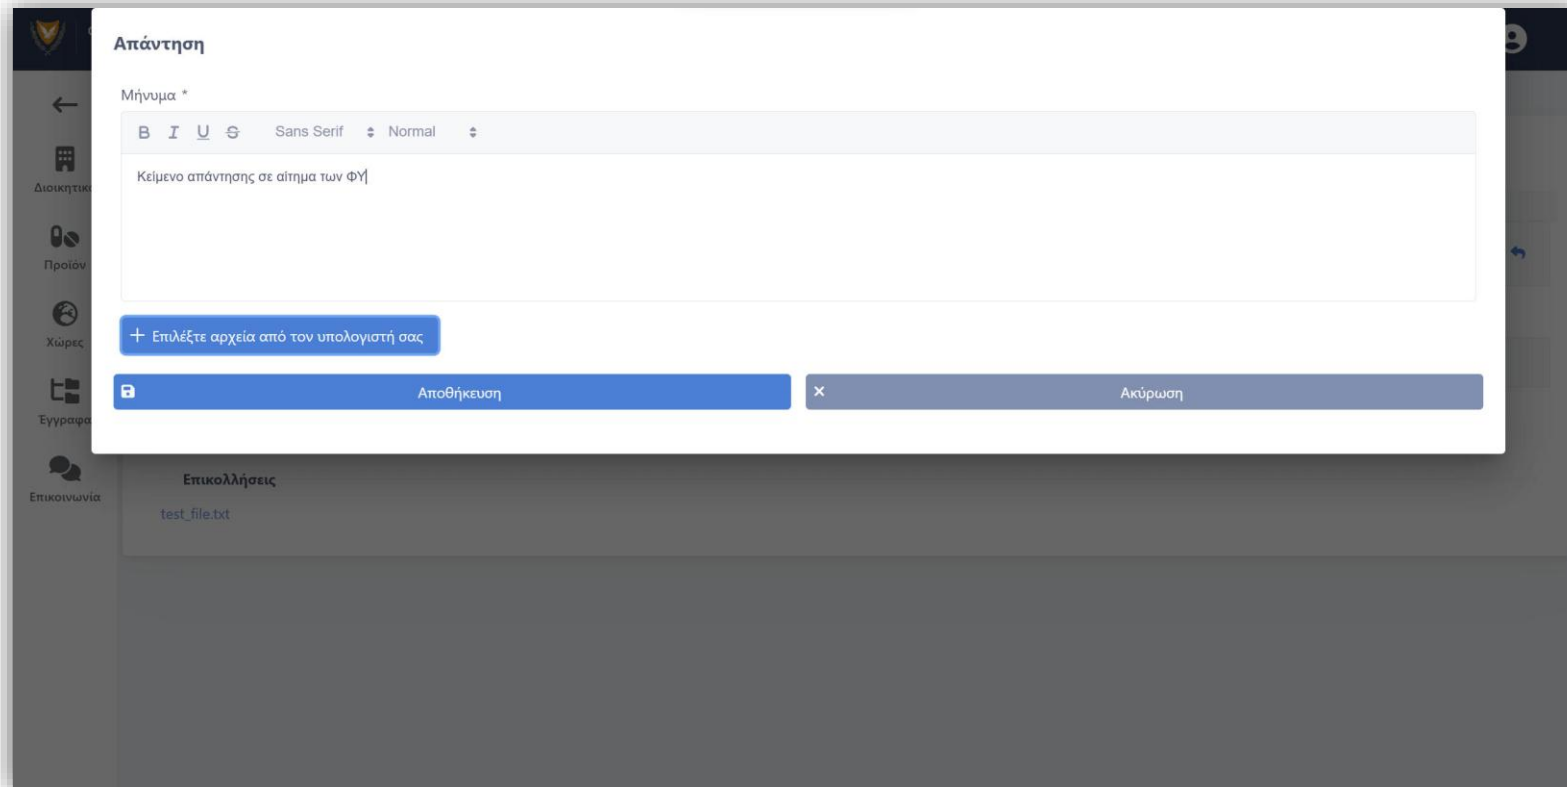 Απάντηση
Μήνυμα *
B I U S Sans Serif Normal
Κείμενο απάντησης σε αίτημα των ΦΥ
+ Επιλέξτε αρχεία από τον υπολογιστή σας
Αποθήκευση
Ακύρωση
Προϊόν
Χώρες
Έγγραφα
Επικοινωνία
Επικολλήσεις
test_file.txt